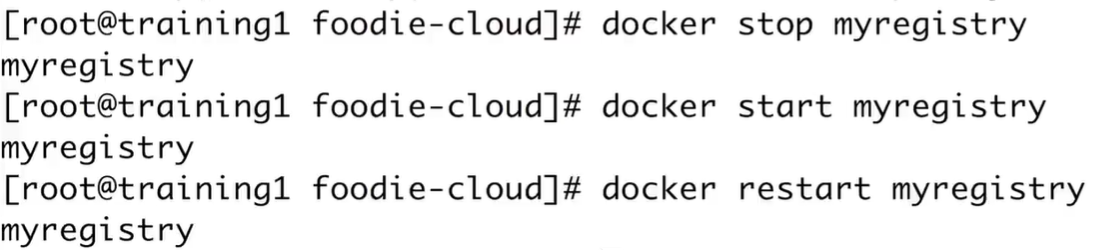 [root@training1 foodie-cloud]# docker stop myregistry
myregistry
[root@training1 foodie-cloud]# docker start myregistry
myregistry
[root@training1 foodie-cloud]# docker restart myregistry
myregistry